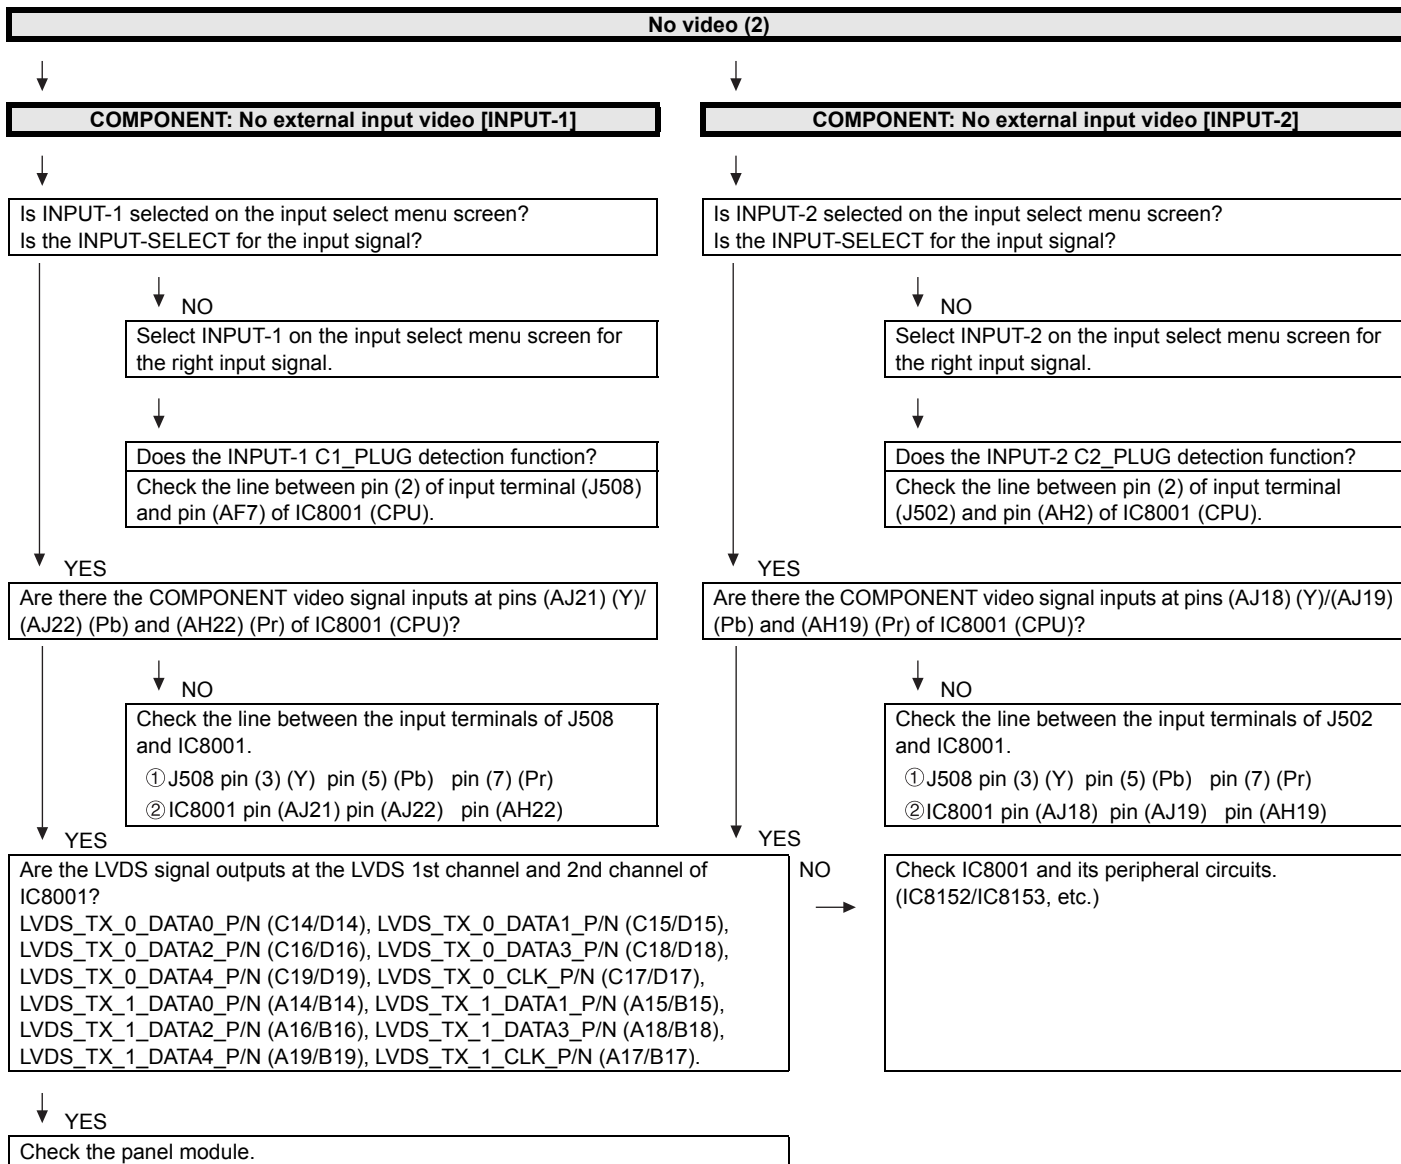 No video (2)
COMPONENT: No external input video [INPUT-1]
Is INPUT-1 selected on the input select menu screen?
Is the INPUT-SELECT for the input signal?
NO
Select INPUT-1 on the input select menu screen for
the right input signal.
Does the INPUT-1 C1_PLUG detection function?
Check the line between pin (2) of input terminal (J508)
and pin (AF7) of IC8001 (CPU).
YES
Are there the COMPONENT video signal inputs at pins (AJ21) (Y)/
(AJ22) (Pb) and (AH22) (Pr) of IC8001 (CPU)?
NO
Check the line between the input terminals of J508
and IC8001.
①J508 pin (3) (Y) pin (5) (Pb) pin (7) (Pr)
②IC8001 pin (AJ21) pin (AJ22) pin (AH22)
YES
COMPONENT: No external input video [INPUT-2]
Is INPUT-2 selected on the input select menu screen?
Is the INPUT-SELECT for the input signal?
NO
Select INPUT-2 on the input select menu screen for
the right input signal.
Does the INPUT-2 C2_PLUG detection function?
Check the line between pin (2) of input terminal
(J502) and pin (AH2) of IC8001 (CPU).
YES
Are there the COMPONENT video signal inputs at pins (AJ18) (Y)/(AJ19)
(Pb) and (AH19) (Pr) of IC8001 (CPU)?
NO
Check the line between the input terminals of J502
and IC8001.
①J508 pin (3) (Y) pin (5) (Pb) pin (7) (Pr)
②IC8001 pin (AJ18) pin (AJ19) pin (AH19)
YES
Are the LVDS signal outputs at the LVDS 1st channel and 2nd channel of
IC8001?
LVDS_TX_0_DATA0_P/N (C14/D14), LVDS_TX_0_DATA1_P/N (C15/D15),
LVDS_TX_0_DATA2_P/N (C16/D16), LVDS_TX_0_DATA3_P/N (C18/D18),
LVDS_TX_0_DATA4_P/N (C19/D19), LVDS_TX_0_CLK_P/N (C17/D17),
LVDS_TX_1_DATA0_P/N (A14/B14), LVDS_TX_1_DATA1_P/N (A15/B15),
LVDS_TX_1_DATA2_P/N (A16/B16), LVDS_TX_1_DATA3_P/N (A18/B18),
LVDS_TX_1_DATA4_P/N (A19/B19), LVDS_TX_1_CLK_P/N (A17/B17).
NO
Check IC8001 and its peripheral circuits.
(IC8152/IC8153, etc.)
YES
Check the panel module.